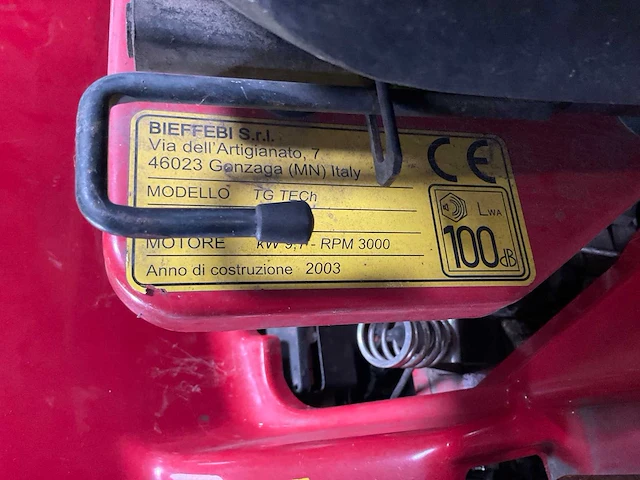 BIEFFEBI S.r.l.
Via dell'Artigianato, 7
46023 Gonzaga (MN) Italy
CE
MODELLO TG TECh
LWA
100 dB
MOTORE kW - RPM 3000
Anno di costruzione 2003